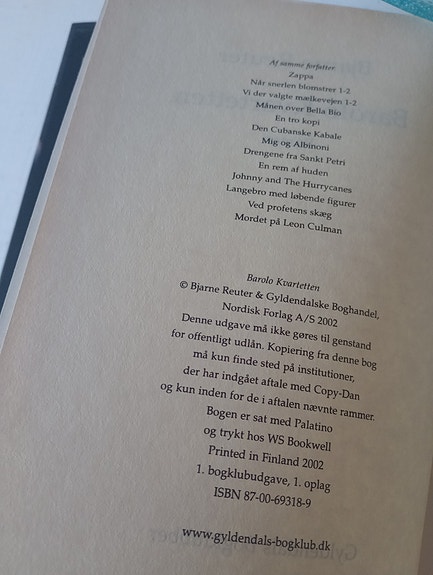 Af samme forfatter
Zappa
Når snerlen blomstrer 1-2
Vi der valgte mælkevejen 1-2
Månen over Bella Bio
En tro kopi
Den Cubanske Kabale
Mig og Albinoni
Drengene fra Sankt Petri
En rem af huden
Johnny and The Hurrycanes
Langebro med løbende figurer
Ved profetens skæg
Mordet på Leon Culman
Barolo Kvartetten
© Bjarne Reuter & Gyldendalske Boghandel,
Nordisk Forlag A/S 2002
Denne udgave må ikke gøres til genstand
for offentligt udlån. Kopiering fra denne bog
må kun finde sted på institutioner,
der har indgået aftale med Copy-Dan
og kun inden for de i aftalen nævnte rammer.
Bogen er sat med Palatino
og trykt hos WS Bookwell
Printed in Finland 2002
1. bogklubudgave, 1. oplag
ISBN 87-00-69318-9
www.gyldendals-bogklub.dk